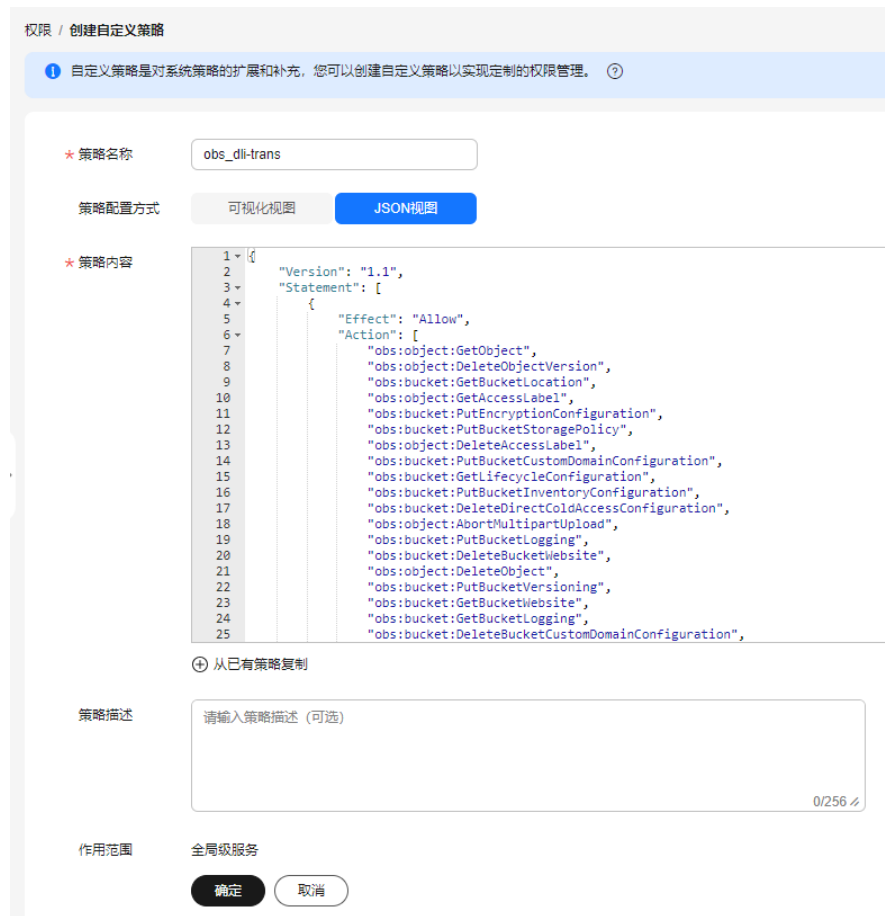 权限 / 创建自定义策略
自定义策略是对系统策略的扩展和补充，您可以创建自定义策略以实现定制的权限管理。
* 策略名称 obs_dli-trans
策略配置方式 可视化视图 JSON视图
* 策略内容
1 {
2 "Version": "1.1",
3 "Statement": [
4 {
5 "Effect": "Allow",
6 "Action": [
7 "obs:object:GetObject",
8 "obs:object:DeleteObjectVersion",
9 "obs:bucket:GetBucketLocation",
10 "obs:object:GetAccessLabel",
11 "obs:bucket:PutEncryptionConfiguration",
12 "obs:bucket:PutBucketStoragePolicy",
13 "obs:object:DeleteAccessLabel",
14 "obs:bucket:PutBucketCustomDomainConfiguration",
15 "obs:bucket:GetLifecycleConfiguration",
16 "obs:bucket:PutBucketInventoryConfiguration",
17 "obs:bucket:DeleteDirectColdAccessConfiguration",
18 "obs:object:AbortMultipartUpload",
19 "obs:bucket:PutBucketLogging",
20 "obs:bucket:DeleteBucketWebsite",
21 "obs:object:DeleteObject",
22 "obs:bucket:PutBucketVersioning",
23 "obs:bucket:GetBucketWebsite",
24 "obs:bucket:GetBucketLogging",
25 "obs:bucket:DeleteBucketCustomDomainConfiguration",
从已有策略复制
策略描述 请输入策略描述（可选）
0/256
作用范围 全局级服务
确定 取消